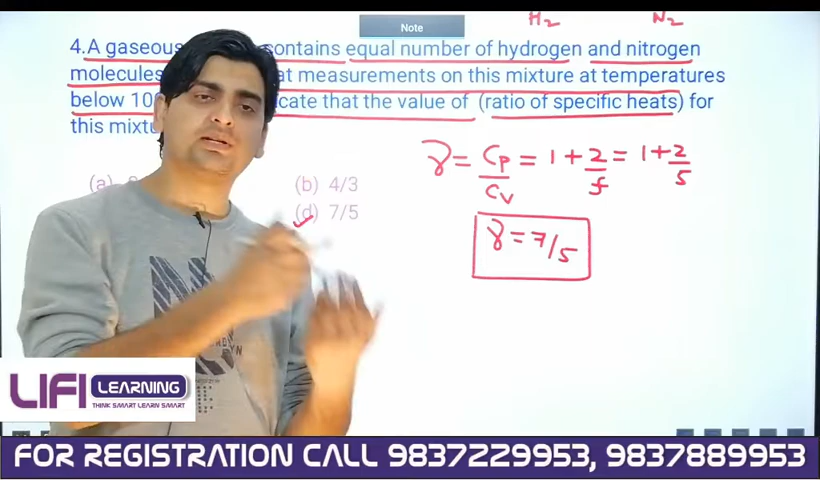 Note
H₂ N₂
4.A gaseous contains equal number of hydrogen and nitrogen
molecules at measurements on this mixture at temperatures
below 10 icate that the value of (ratio of specific heats) for
this mixtu
γ = Cp/Cv = 1 + 2/f = 1 + 2/5
(a) (b) 4/3
(d) 7/5
γ = 7/5
LIFI LEARNING
THINK SMART LEARN SMART
FOR REGISTRATION CALL 9837229953, 9837889953